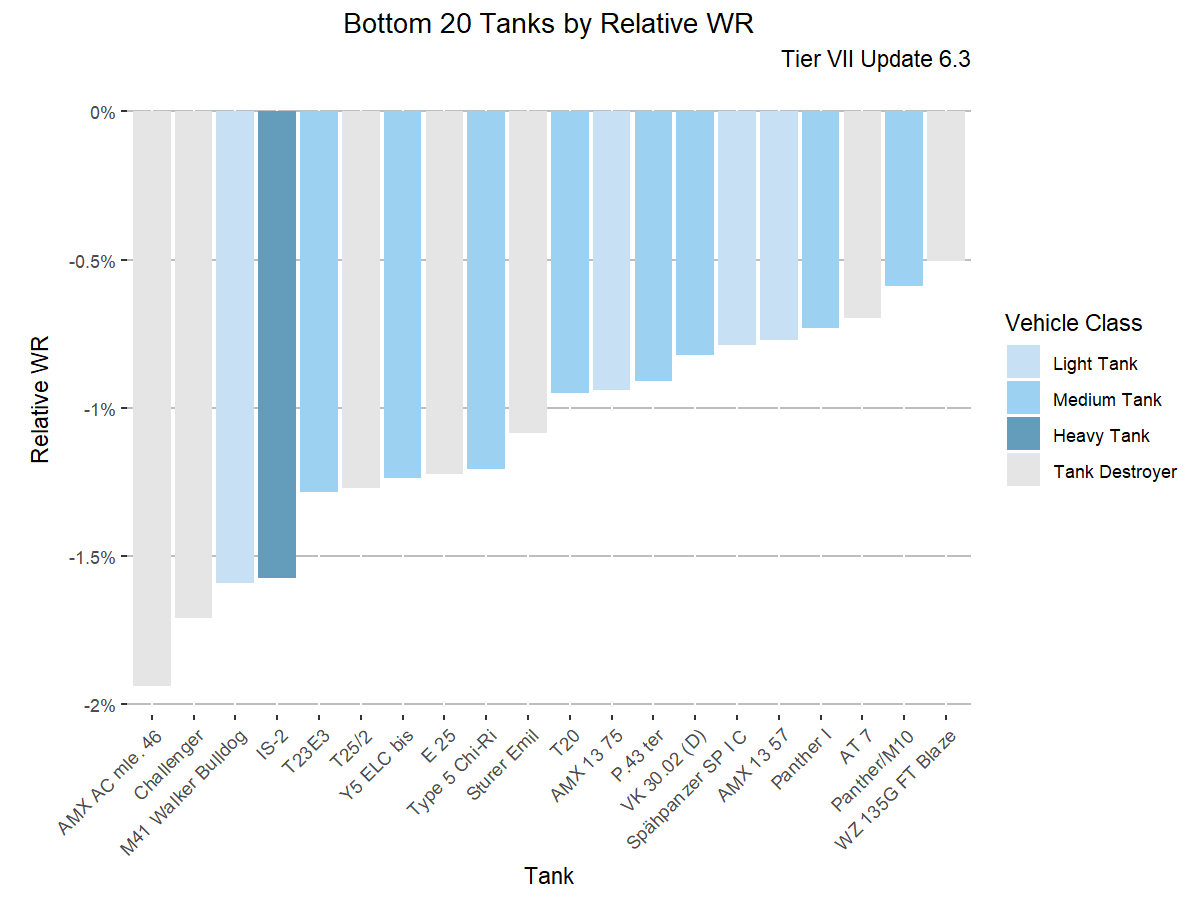 Bottom 20 Tanks by Relative WR
Tier VII Update 6.3
0%
-0.5%
-1%
-1.5%
-2%
Relative WR
AMX AC mle. 46
Challenger
M41 Walker Bulldog
IS-2
T23E3
T25/2
Y5 ELC bis
E 25
Type 5 Chi-Ri
Sturer Emil
T20
AMX 13 75
P.43 ter
VK 30.02 (D)
Spähpanzer SP I C
AMX 13 57
Panther I
AT 7
Panther/M10
WZ 135G FT Blaze
Tank
Vehicle Class
Light Tank
Medium Tank
Heavy Tank
Tank Destroyer